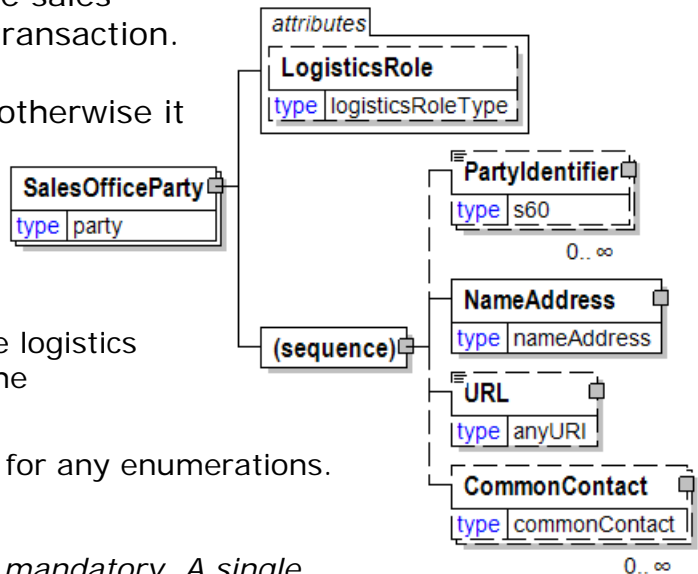 e sales
ransaction.
otherwise it
e logistics
ne
for any enumerations.
mandatory. A single
attributes
LogisticsRole
type logisticsRoleType
SalesOfficeParty
type party
(sequence)
PartyIdentifier
type s60
0.. ∞
NameAddress
type nameAddress
URL
type anyURI
CommonContact
type commonContact
0.. ∞